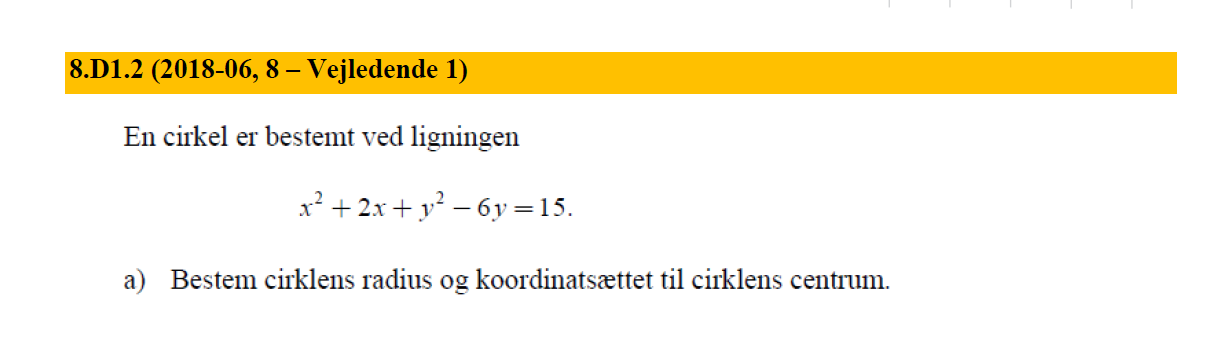 8.D1.2 (2018-06, 8 – Vejledende 1)
En cirkel er bestemt ved ligningen
x² + 2x + y² − 6y = 15.
a) Bestem cirklens radius og koordinatsættet til cirklens centrum.